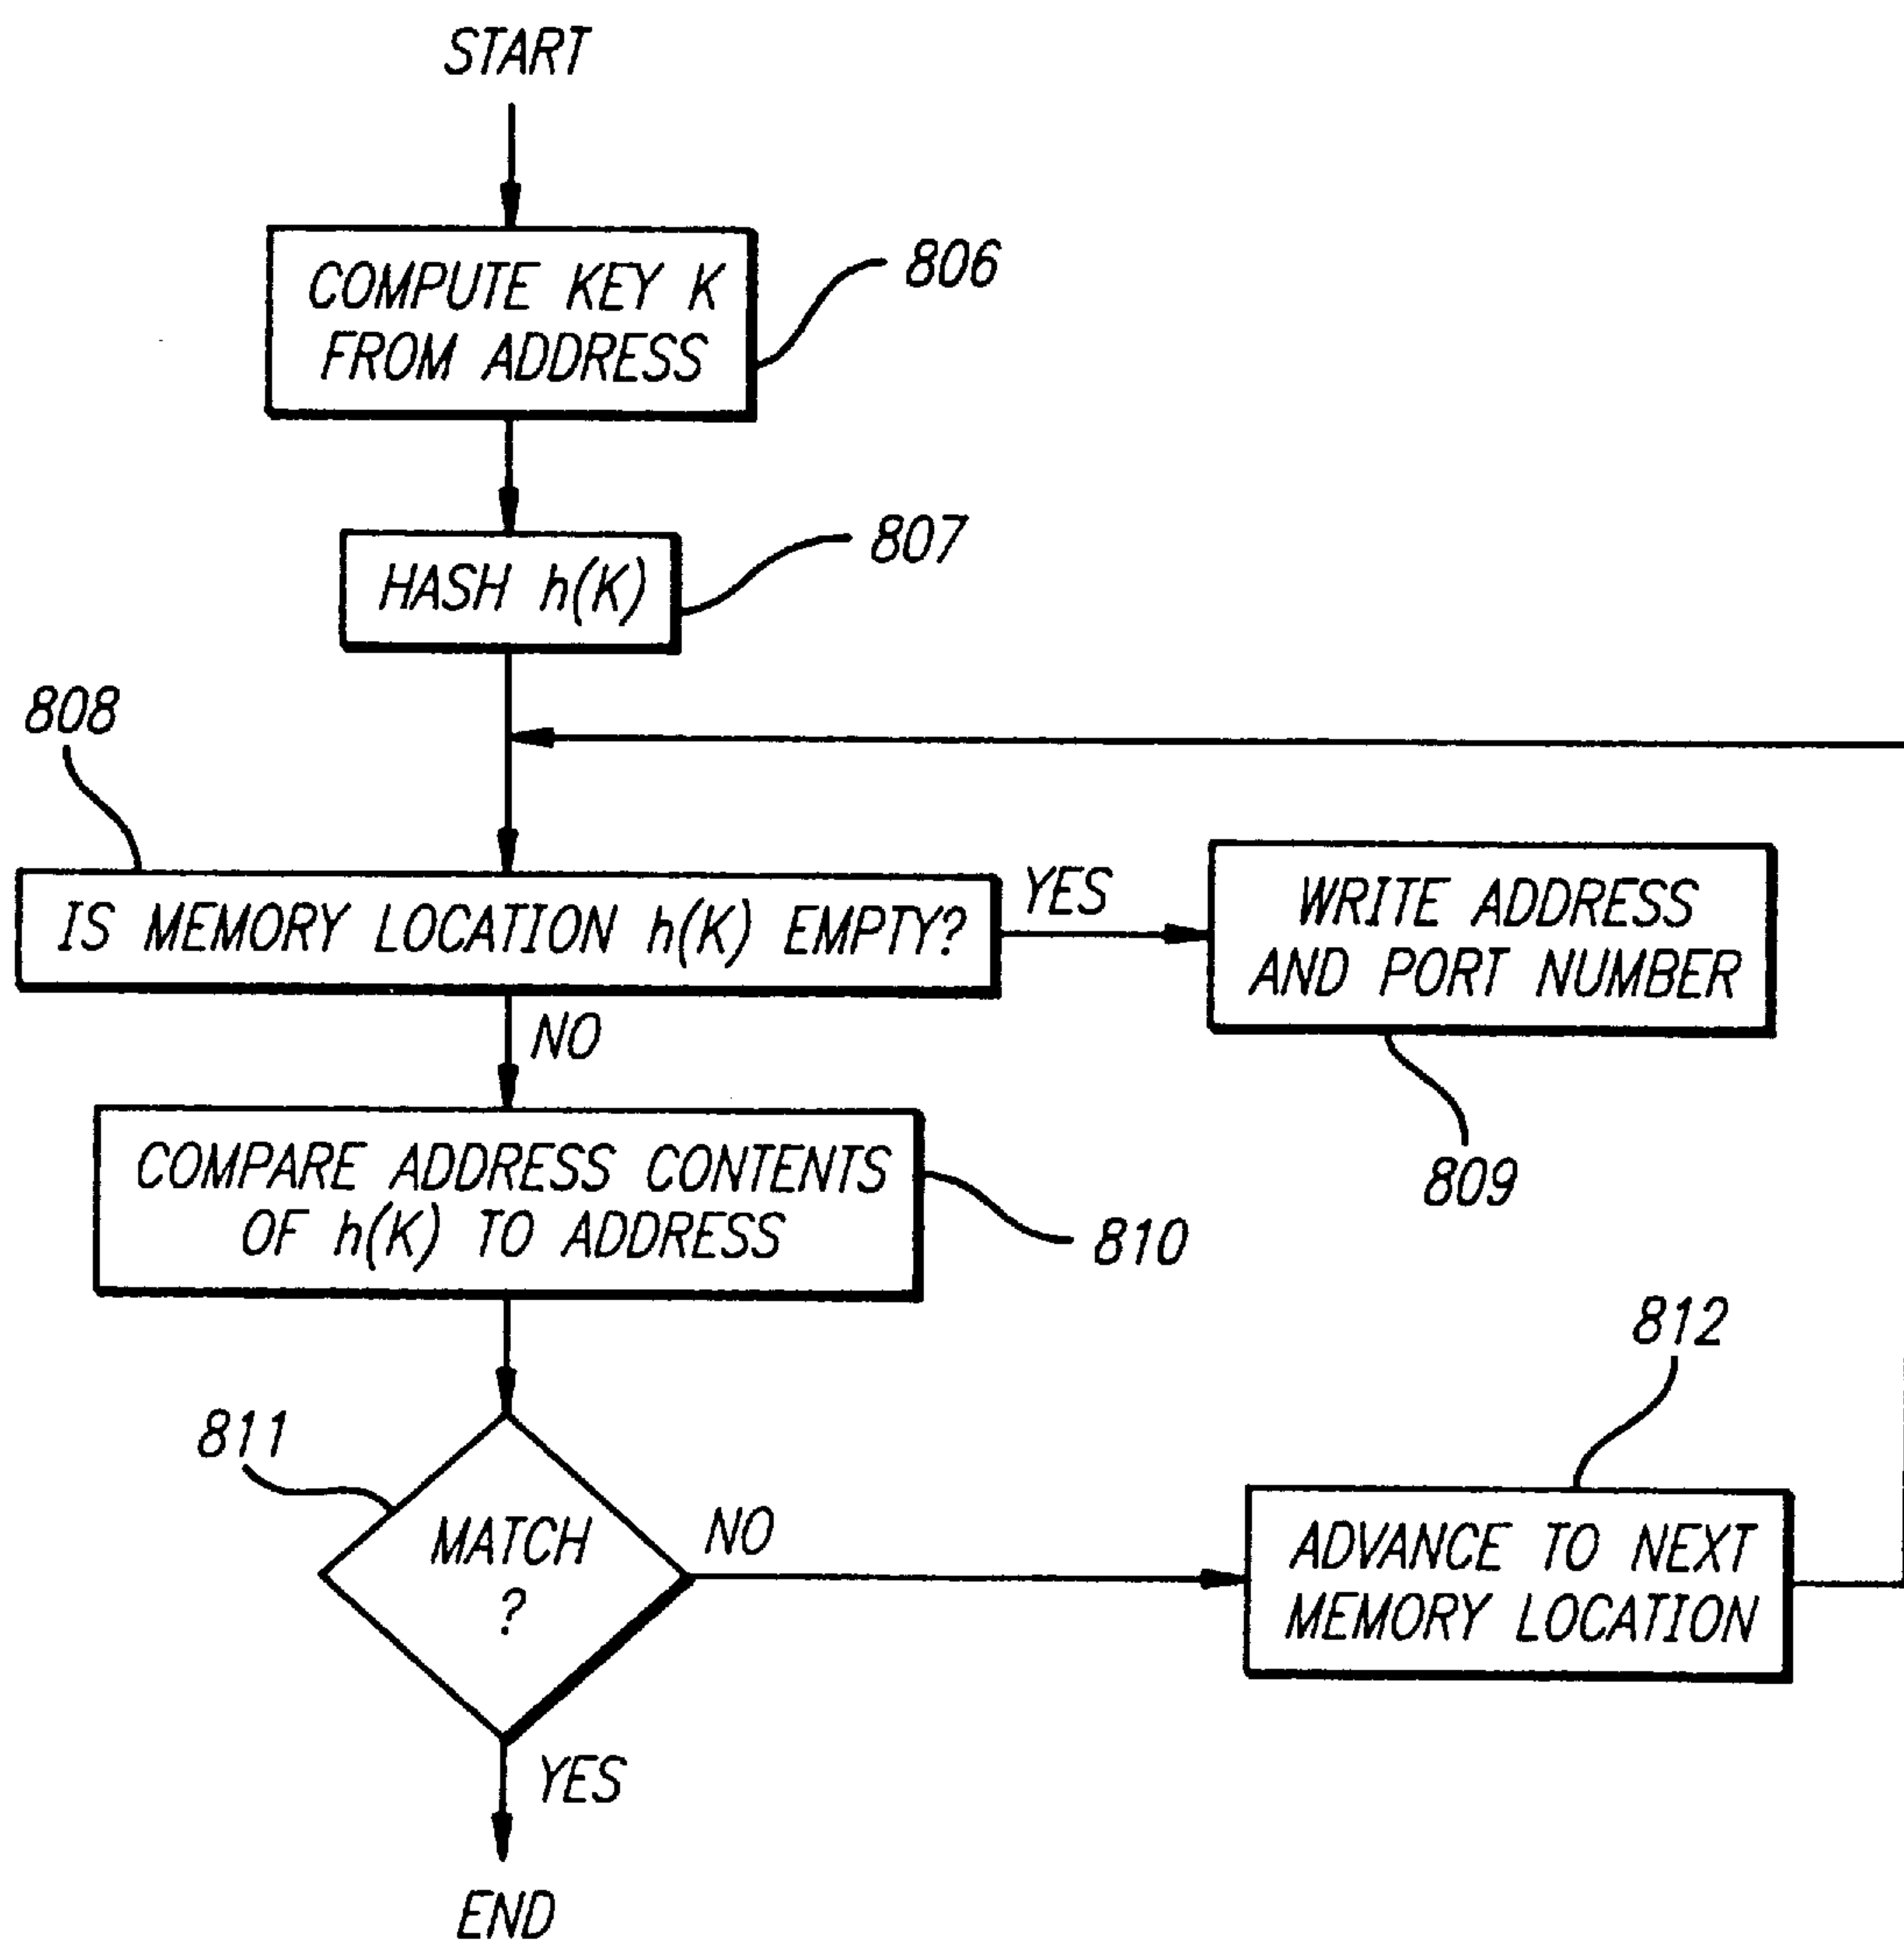 START
COMPUTE KEY K
FROM ADDRESS
806
HASH h(K)
807
808
IS MEMORY LOCATION h(K) EMPTY?
YES
WRITE ADDRESS
AND PORT NUMBER
809
NO
COMPARE ADDRESS CONTENTS
OF h(K) TO ADDRESS
810
811
MATCH
?
NO
812
ADVANCE TO NEXT
MEMORY LOCATION
YES
END